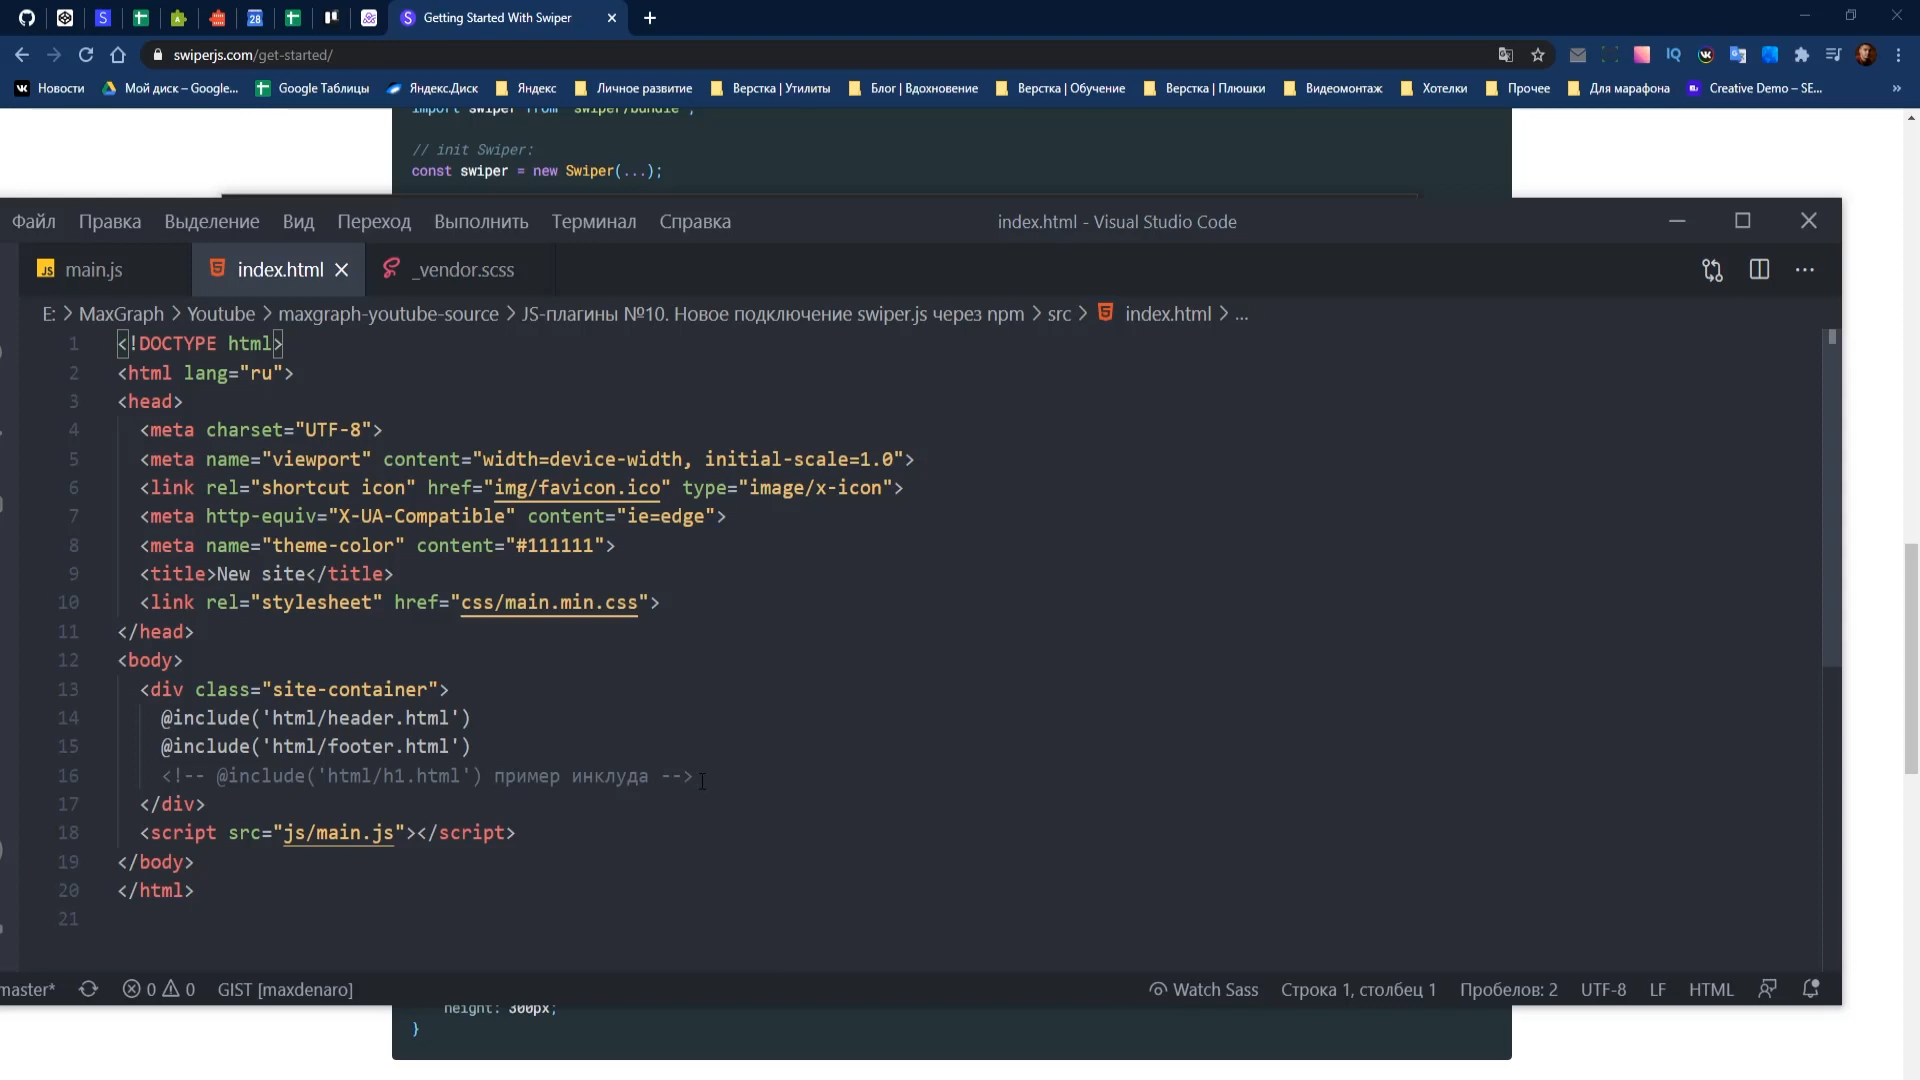 Getting Started With Swiper
swiperjs.com/get-started/
Новости
Мой диск – Google...
Google Таблицы
Яндекс.Диск
Яндекс
Личное развитие
Верстка | Утилиты
Блог | Вдохновение
Верстка | Обучение
Верстка | Плюшки
Видеомонтаж
Хотелки
Прочее
Для марафона
Creative Demo – SE...
import swiper from 'swiper/bundle';
// init Swiper:
const swiper = new Swiper(...);
Файл Правка Выделение Вид Переход Выполнить Терминал Справка
index.html - Visual Studio Code
main.js
index.html
_vendor.scss
E: > MaxGraph > Youtube > maxgraph-youtube-source > JS-плагины №10. Новое подключение swiper.js через npm > src > index.html > ...
1 <!DOCTYPE html>
2 <html lang="ru">
3 <head>
4 <meta charset="UTF-8">
5 <meta name="viewport" content="width=device-width, initial-scale=1.0">
6 <link rel="shortcut icon" href="img/favicon.ico" type="image/x-icon">
7 <meta http-equiv="X-UA-Compatible" content="ie=edge">
8 <meta name="theme-color" content="#111111">
9 <title>New site</title>
10 <link rel="stylesheet" href="css/main.min.css">
11 </head>
12 <body>
13 <div class="site-container">
14 @include('html/header.html')
15 @include('html/footer.html')
16 <!-- @include('html/h1.html') пример инклуда -->
17 </div>
18 <script src="js/main.js"></script>
19 </body>
20 </html>
21
master* 0 0 GIST [maxdenaro]
Watch Sass Строка 1, столбец 1 Пробелов: 2 UTF-8 LF HTML
height: 300px;
}